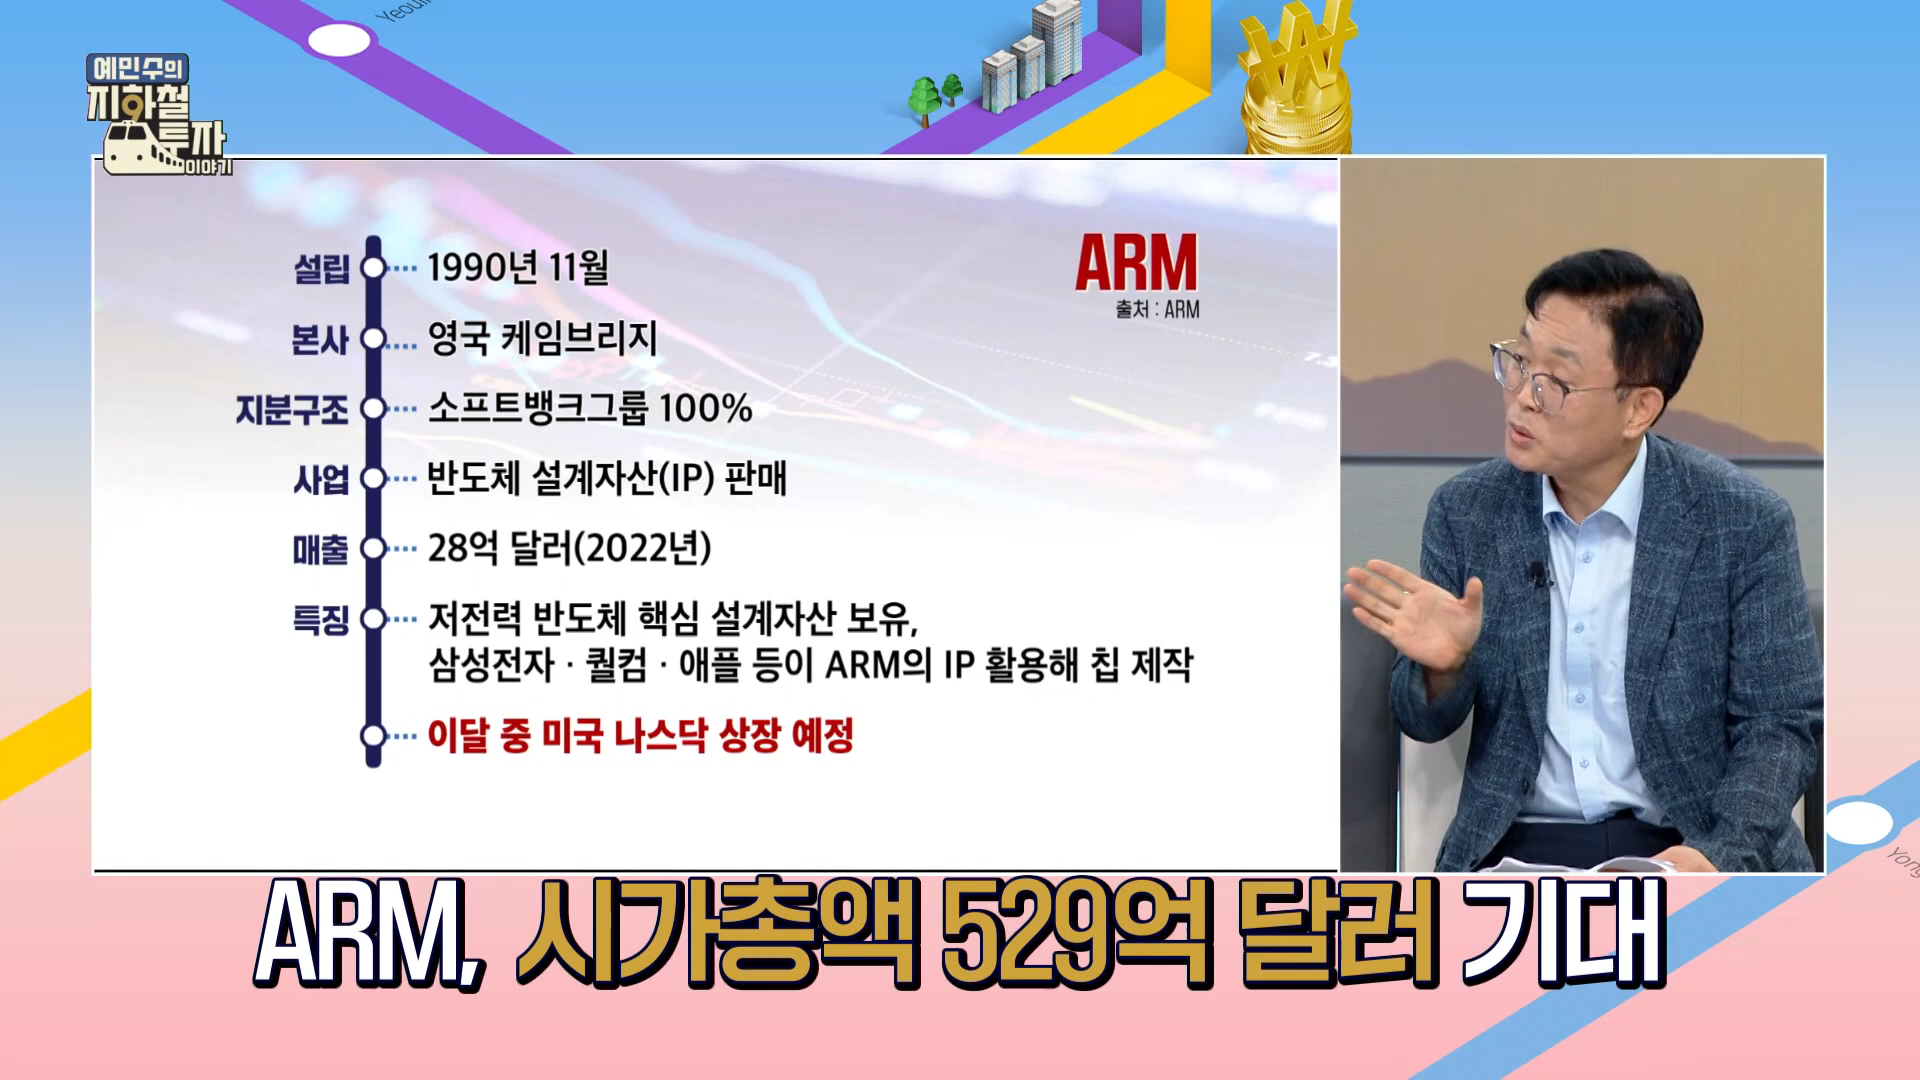 Yeoui
예민수의
지하철
투자
이야기
ARM
출처 : ARM
설립 1990년 11월
본사 영국 케임브리지
지분구조 소프트뱅크그룹 100%
사업 반도체 설계자산(IP) 판매
매출 28억 달러(2022년)
특징 저전력 반도체 핵심 설계자산 보유,
삼성전자 · 퀄컴 · 애플 등이 ARM의 IP 활용해 칩 제작
이달 중 미국 나스닥 상장 예정
Yong
ARM, 시가총액 529억 달러 기대